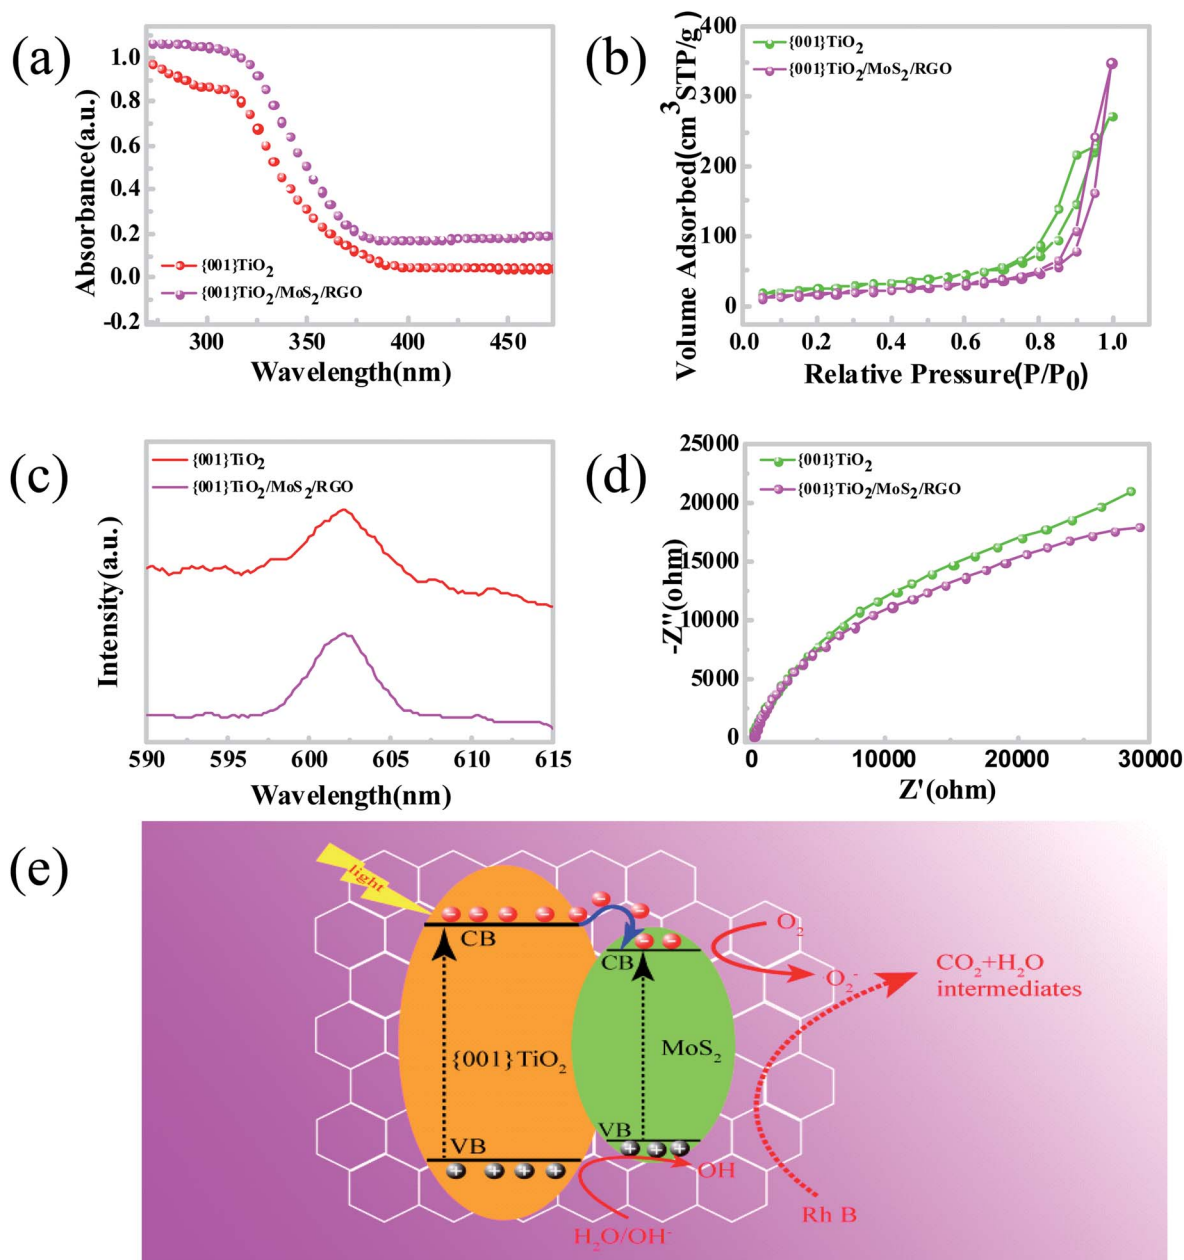 (a)
Absorbance(a.u.)
1.0
0.8
0.6
0.4
0.2
0.0
-0.2
{001}TiO₂
{001}TiO₂/MoS₂/RGO
300 350 400 450
Wavelength(nm)
(b)
Volume Adsorbed(cm³STP/g)
400
300
200
100
0
{001}TiO₂
{001}TiO₂/MoS₂/RGO
0.0 0.2 0.4 0.6 0.8 1.0
Relative Pressure(P/P₀)
(c)
Intensity(a.u.)
{001}TiO₂
{001}TiO₂/MoS₂/RGO
590 595 600 605 610 615
Wavelength(nm)
(d)
-Z''(ohm)
25000
20000
15000
10000
5000
0
{001}TiO₂
{001}TiO₂/MoS₂/RGO
0 10000 20000 30000
Z'(ohm)
(e)
light
CB
CB
O₂
O₂⁻
CO₂+H₂O
intermediates
{001}TiO₂
MoS₂
VB
VB
OH
Rh B
H₂O/OH⁻